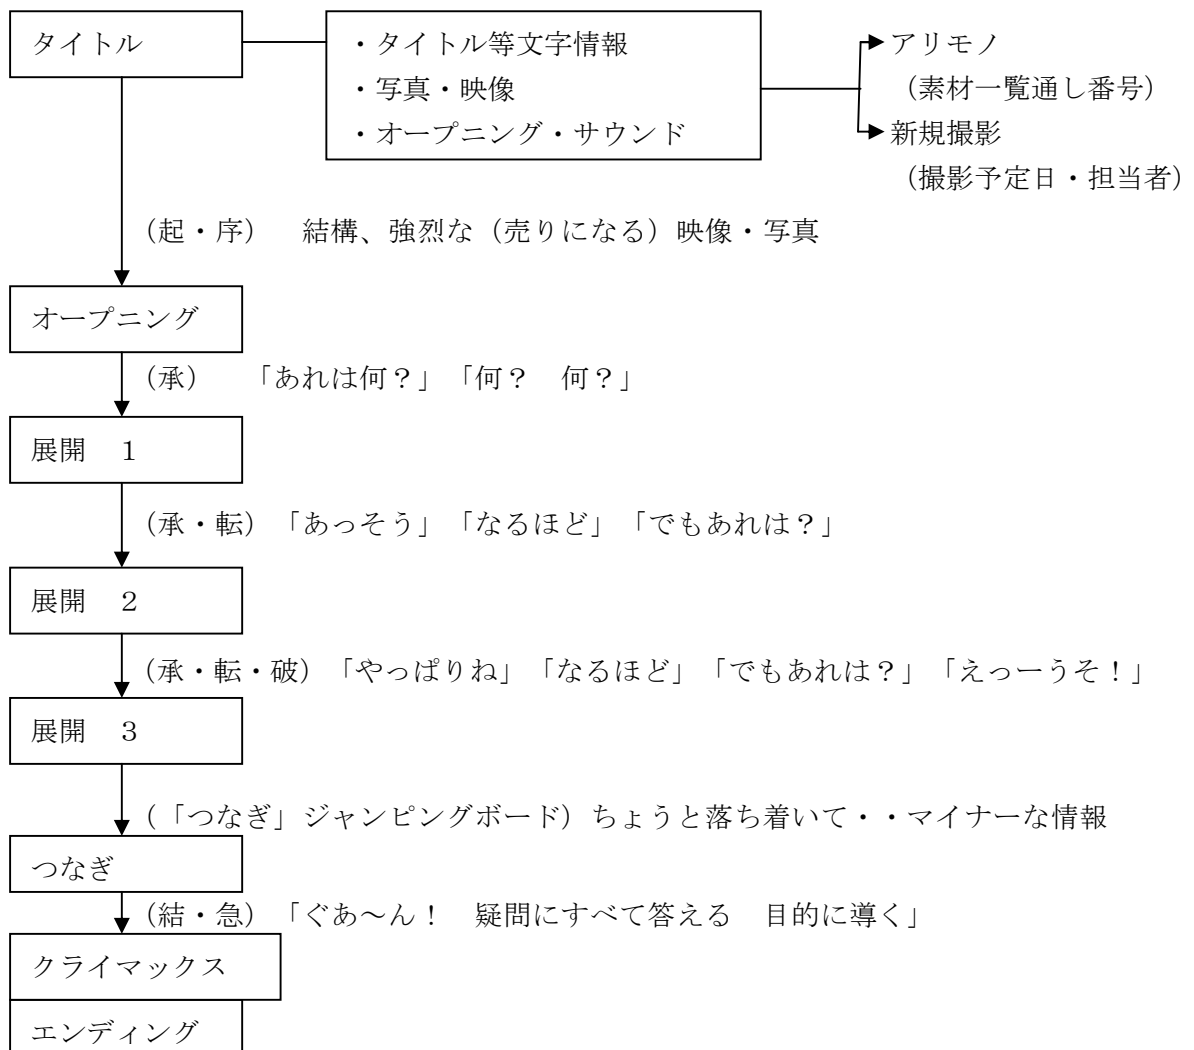 タイトル
・タイトル等文字情報
・写真・映像
・オープニング・サウンド
アリモノ
(素材一覧通し番号)
新規撮影
(撮影予定日・担当者)
(起・序) 結構、強烈な(売りになる)映像・写真
オープニング
(承) 「あれは何?」「何? 何?」
展開 1
(承・転)「あっそう」「なるほど」「でもあれは?」
展開 2
(承・転・破)「やっぱりね」「なるほど」「でもあれは?」「えっーうそ!」
展開 3
(「つなぎ」ジャンピングボード)ちょうと落ち着いて・・マイナーな情報
つなぎ
(結・急)「ぐあ~ん! 疑問にすべて答える 目的に導く」
クライマックス
エンディング